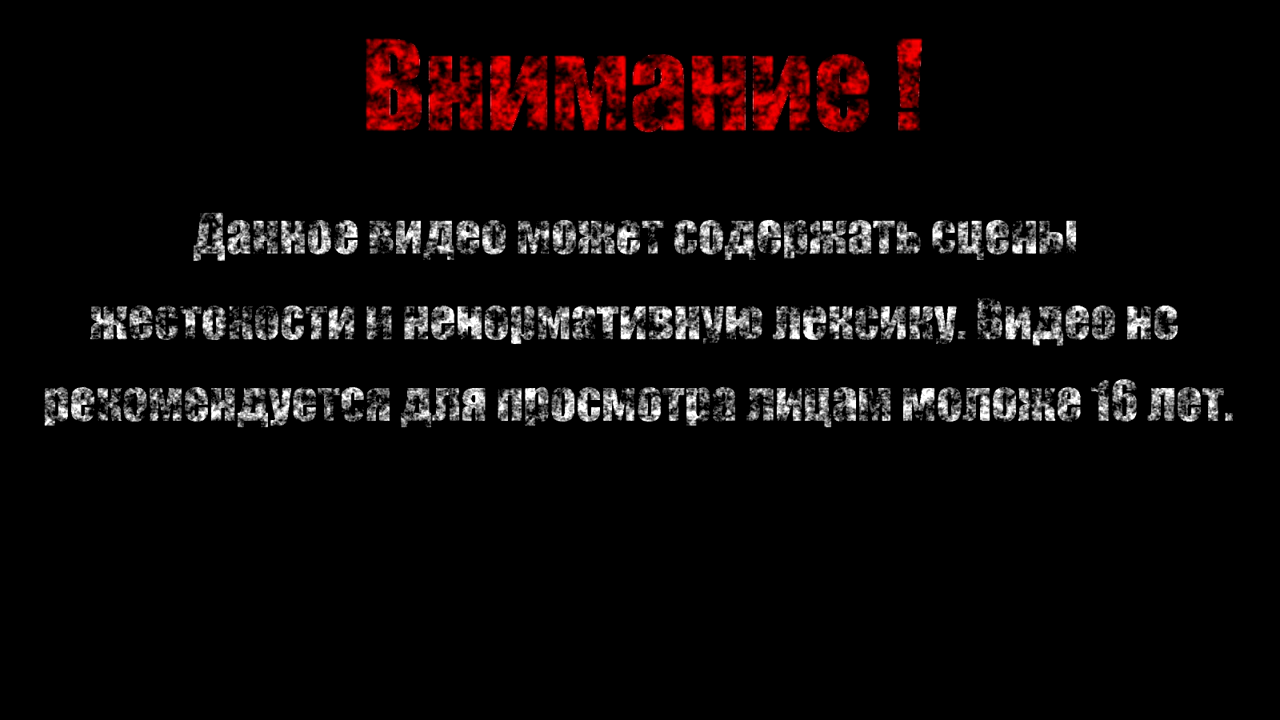 Внимание !
Данное видео может содержать сцены
жестокости и ненормативную лексику. Видео не
рекомендуется для просмотра лицам моложе 16 лет.